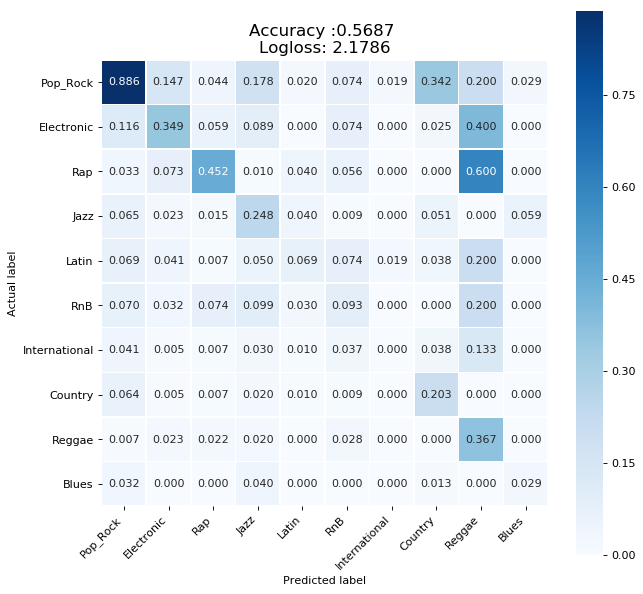 Accuracy :0.5687
Logloss: 2.1786
Pop_Rock 0.886 0.147 0.044 0.178 0.020 0.074 0.019 0.342 0.200 0.029
Electronic 0.116 0.349 0.059 0.089 0.000 0.074 0.000 0.025 0.400 0.000
Rap 0.033 0.073 0.452 0.010 0.040 0.056 0.000 0.000 0.600 0.000
Jazz 0.065 0.023 0.015 0.248 0.040 0.009 0.000 0.051 0.000 0.059
Latin 0.069 0.041 0.007 0.050 0.069 0.074 0.019 0.038 0.200 0.000
RnB 0.070 0.032 0.074 0.099 0.030 0.093 0.000 0.000 0.200 0.000
International 0.041 0.005 0.007 0.030 0.010 0.037 0.000 0.038 0.133 0.000
Country 0.064 0.005 0.007 0.020 0.010 0.009 0.000 0.203 0.000 0.000
Reggae 0.007 0.023 0.022 0.020 0.000 0.028 0.000 0.000 0.367 0.000
Blues 0.032 0.000 0.000 0.040 0.000 0.000 0.000 0.013 0.000 0.029
Pop_Rock Electronic Rap Jazz Latin RnB International Country Reggae Blues
Predicted label
Actual label
0.75
0.60
0.45
0.30
0.15
0.00